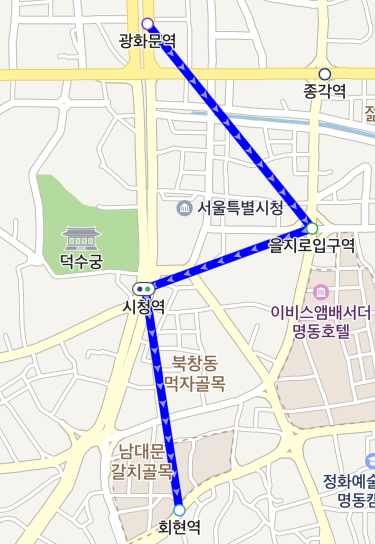 광화문역
종각역
젊
서울특별시청
을지로입구역
덕수궁
시청역
이비스앰배서더
명동호텔
북창동
먹자골목
남대문
갈치골목
정화예술
명동캠
회현역